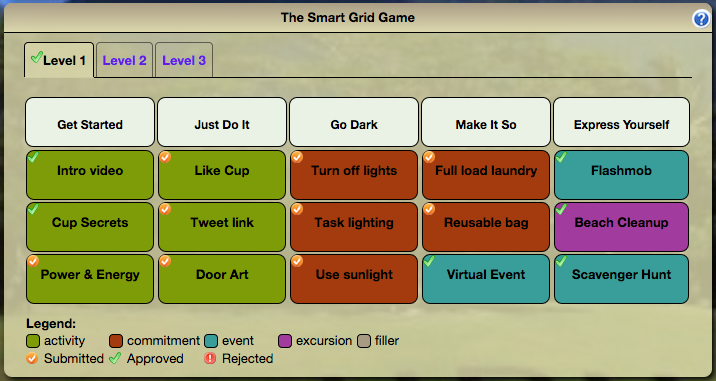 The Smart Grid Game
?
Level 1 Level 2 Level 3
Get Started Just Do It Go Dark Make It So Express Yourself
Intro video Like Cup Turn off lights Full load laundry Flashmob
Cup Secrets Tweet link Task lighting Reusable bag Beach Cleanup
Power & Energy Door Art Use sunlight Virtual Event Scavenger Hunt
Legend:
activity commitment event excursion filler
Submitted Approved Rejected